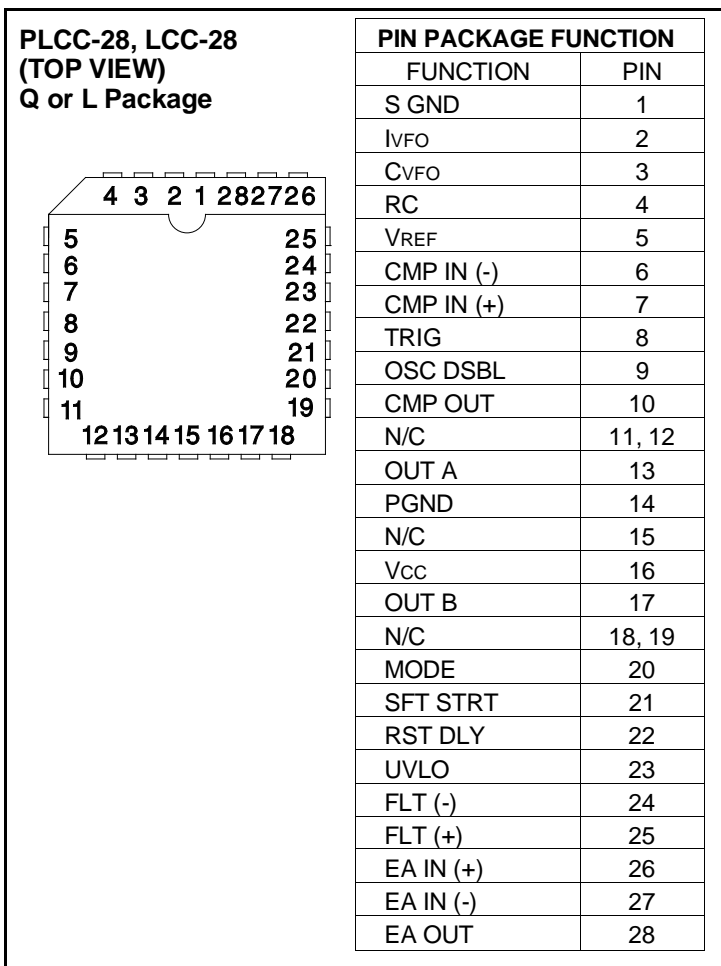 PLCC-28, LCC-28
(TOP VIEW)
Q or L Package
4 3 2 1 28 27 26
5 25
6 24
7 23
8 22
9 21
10 20
11 19
12 13 14 15 16 17 18
PIN PACKAGE FUNCTION
FUNCTION PIN
S GND 1
IVFO 2
CVFO 3
RC 4
VREF 5
CMP IN (-) 6
CMP IN (+) 7
TRIG 8
OSC DSBL 9
CMP OUT 10
N/C 11, 12
OUT A 13
PGND 14
N/C 15
VCC 16
OUT B 17
N/C 18, 19
MODE 20
SFT STRT 21
RST DLY 22
UVLO 23
FLT (-) 24
FLT (+) 25
EA IN (+) 26
EA IN (-) 27
EA OUT 28